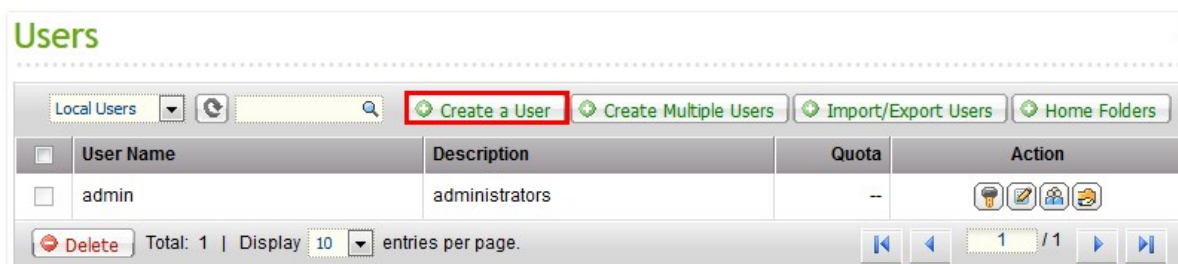 Users
Local Users Create a User Create Multiple Users Import/Export Users Home Folders
User Name Description Quota Action
admin administrators --
Delete Total: 1 | Display 10 entries per page. 1 / 1